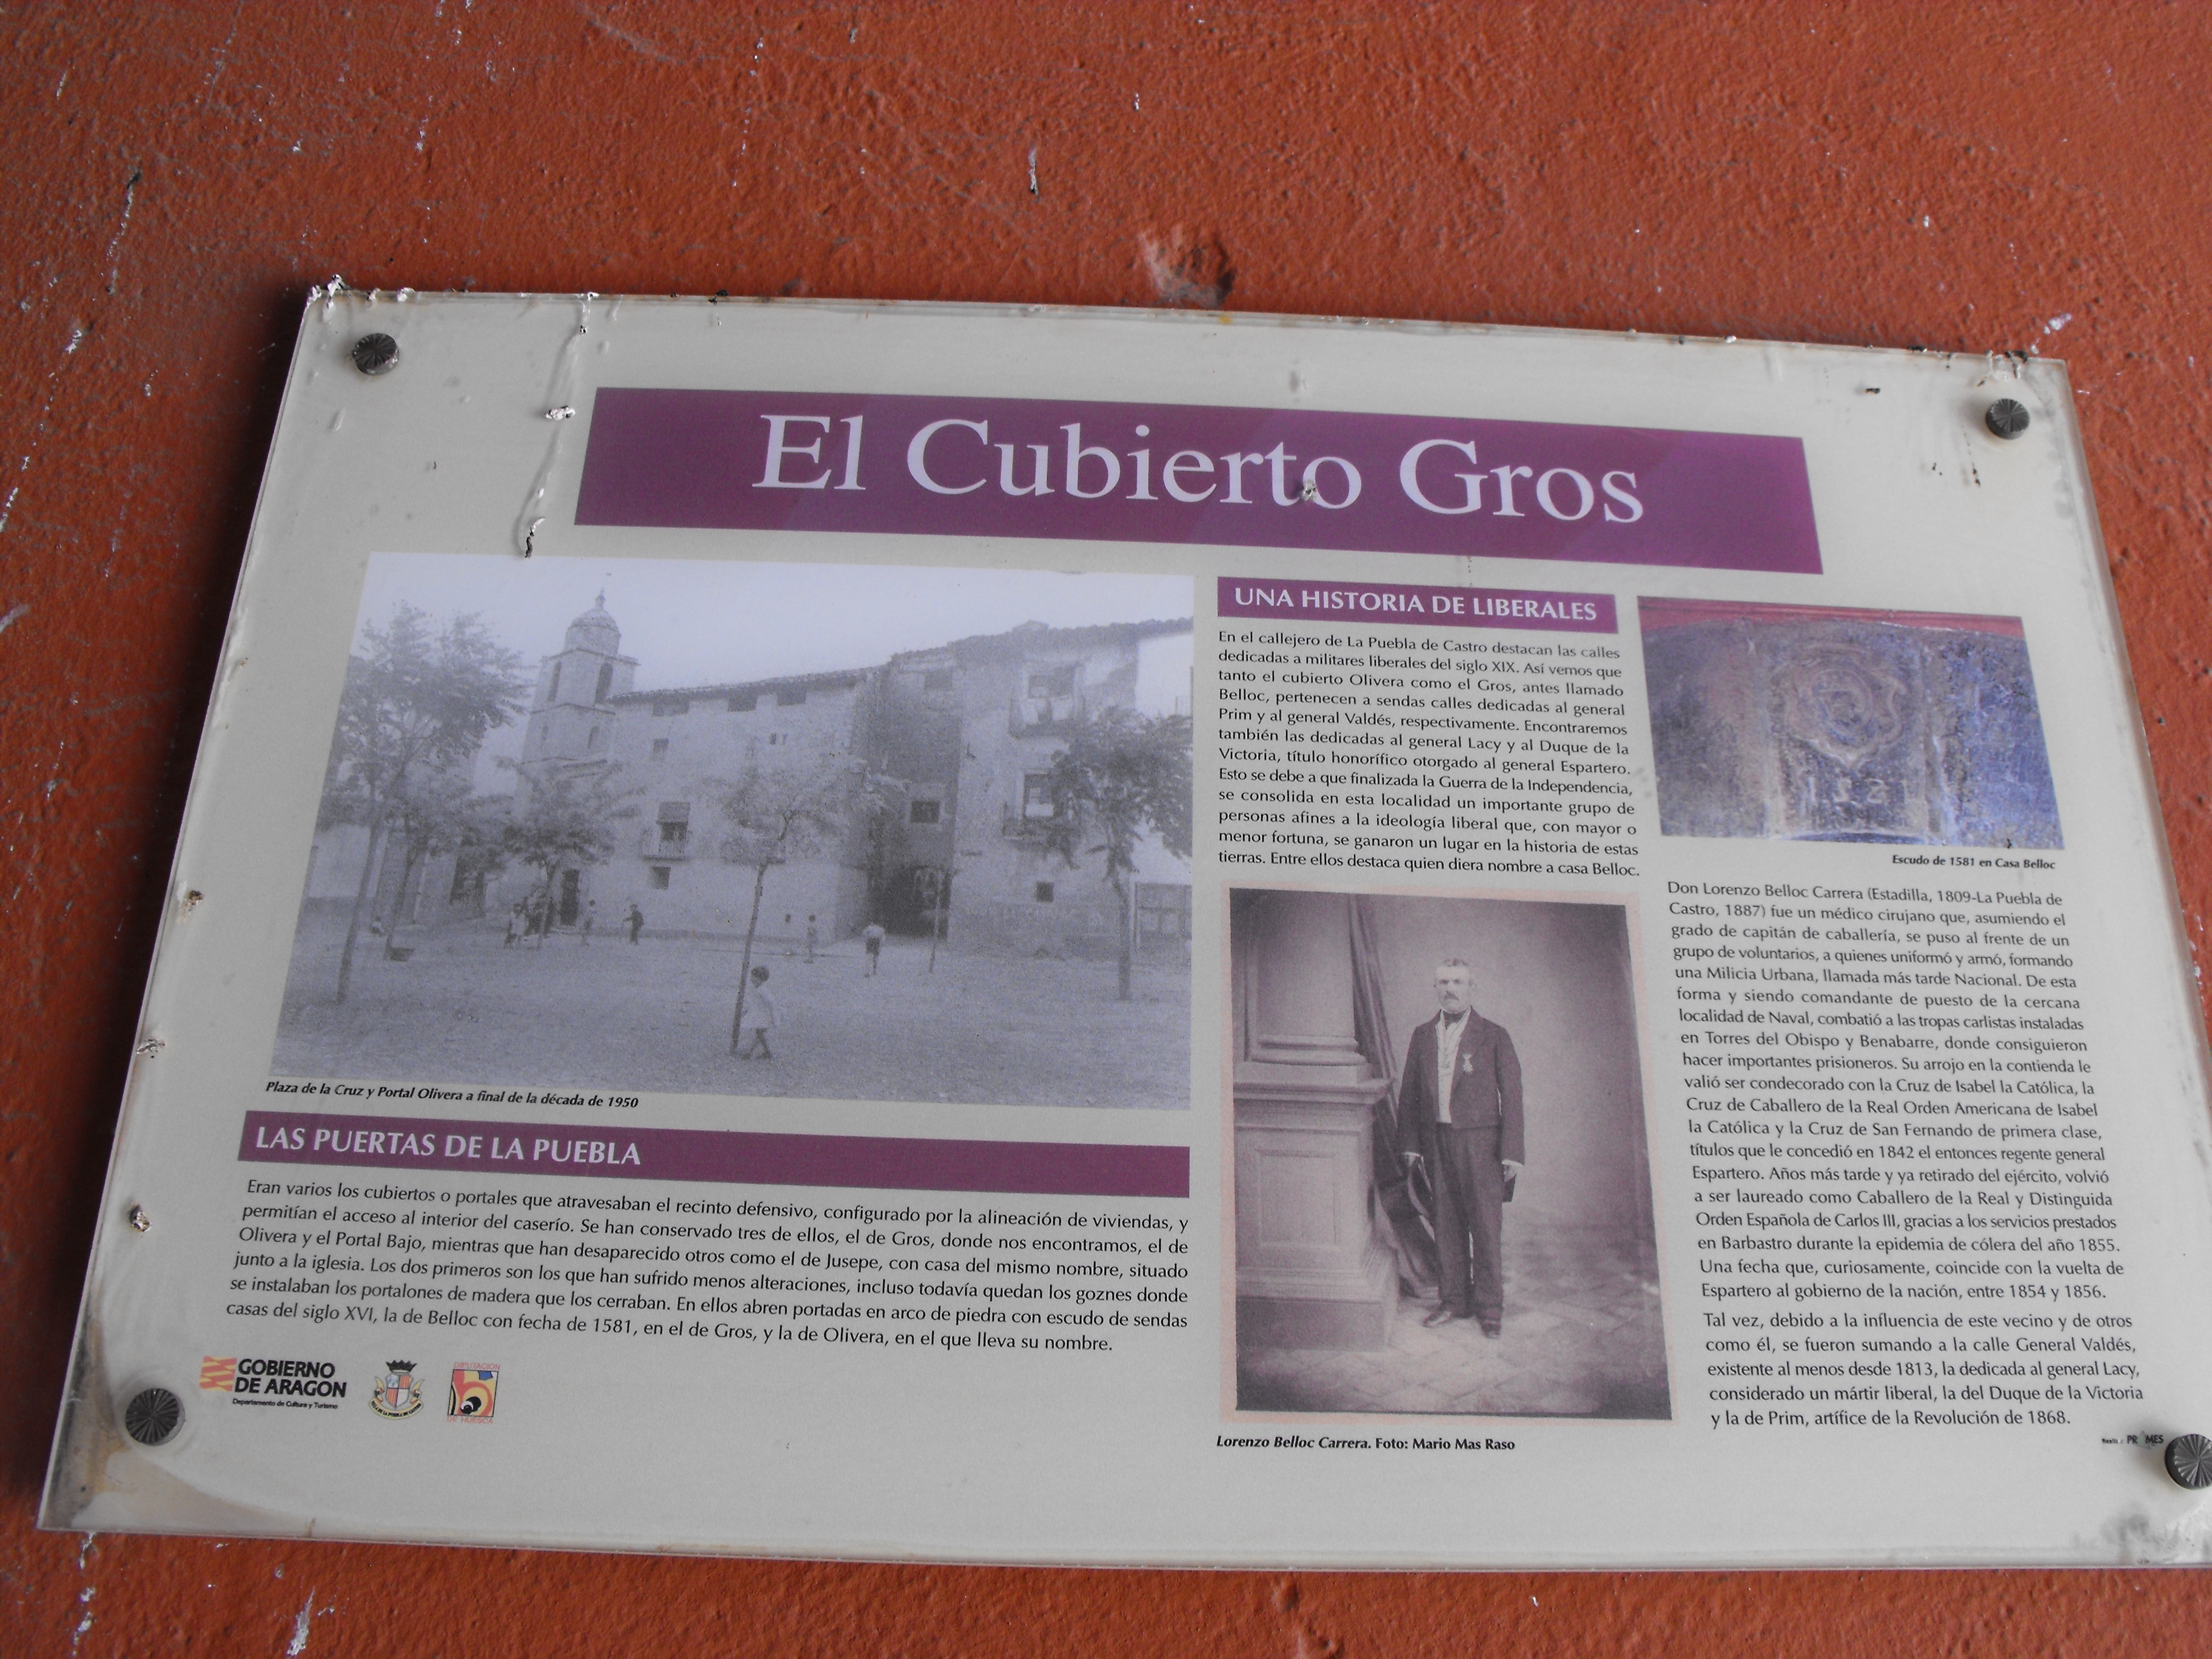 El Cubierto Gros
Plaza de la Cruz y Portal Olivera a final de la década de 1950
LAS PUERTAS DE LA PUEBLA
Eran varios los cubiertos o portales que atravesaban el recinto defensivo, configurado por la alineación de viviendas, y
permitían el acceso al interior del caserío. Se han conservado tres de ellos, el de Gros, donde nos encontramos, el de
Olivera y el Portal Bajo, mientras que han desaparecido otros como el de Jusepe, con casa del mismo nombre, situado
junto a la iglesia. Los dos primeros son los que han sufrido menos alteraciones, incluso todavía quedan los goznes donde
se instalaban los portalones de madera que los cerraban. En ellos abren portadas en arco de piedra con escudo de sendas
casas del siglo XVI, la de Belloc con fecha de 1581, en el de Gros, y la de Olivera, en el que lleva su nombre.
GOBIERNO
DE ARAGON
Departamento de Cultura y Turismo
DIPUTACION
DE HUESCA
UNA HISTORIA DE LIBERALES
En el callejero de La Puebla de Castro destacan las calles
dedicadas a militares liberales del siglo XIX. Así vemos que
tanto el cubierto Olivera como el Gros, antes llamado
Belloc, pertenecen a sendas calles dedicadas al general
Prim y al general Valdés, respectivamente. Encontraremos
también las dedicadas al general Lacy y al Duque de la
Victoria, título honorífico otorgado al general Espartero.
Esto se debe a que finalizada la Guerra de la Independencia,
se consolida en esta localidad un importante grupo de
personas afines a la ideología liberal que, con mayor o
menor fortuna, se ganaron un lugar en la historia de estas
tierras. Entre ellos destaca quien diera nombre a casa Belloc.
Lorenzo Belloc Carrera. Foto: Mario Mas Raso
Escudo de 1581 en Casa Belloc
Don Lorenzo Belloc Carrera (Estadilla, 1809-La Puebla de
Castro, 1887) fue un médico cirujano que, asumiendo el
grado de capitán de caballería, se puso al frente de un
grupo de voluntarios, a quienes uniformó y armó, formando
una Milicia Urbana, llamada más tarde Nacional. De esta
forma y siendo comandante de puesto de la cercana
localidad de Naval, combatió a las tropas carlistas instaladas
en Torres del Obispo y Benabarre, donde consiguieron
hacer importantes prisioneros. Su arrojo en la contienda le
valió ser condecorado con la Cruz de Isabel la Católica, la
Cruz de Caballero de la Real Orden Americana de Isabel
la Católica y la Cruz de San Fernando de primera clase,
títulos que le concedió en 1842 el entonces regente general
Espartero. Años más tarde y ya retirado del ejército, volvió
a ser laureado como Caballero de la Real y Distinguida
Orden Española de Carlos III, gracias a los servicios prestados
en Barbastro durante la epidemia de cólera del año 1855.
Una fecha que, curiosamente, coincide con la vuelta de
Espartero al gobierno de la nación, entre 1854 y 1856.
Tal vez, debido a la influencia de este vecino y de otros
como él, se fueron sumando a la calle General Valdés,
existente al menos desde 1813, la dedicada al general Lacy,
considerado un mártir liberal, la del Duque de la Victoria
y la de Prim, artífice de la Revolución de 1868.